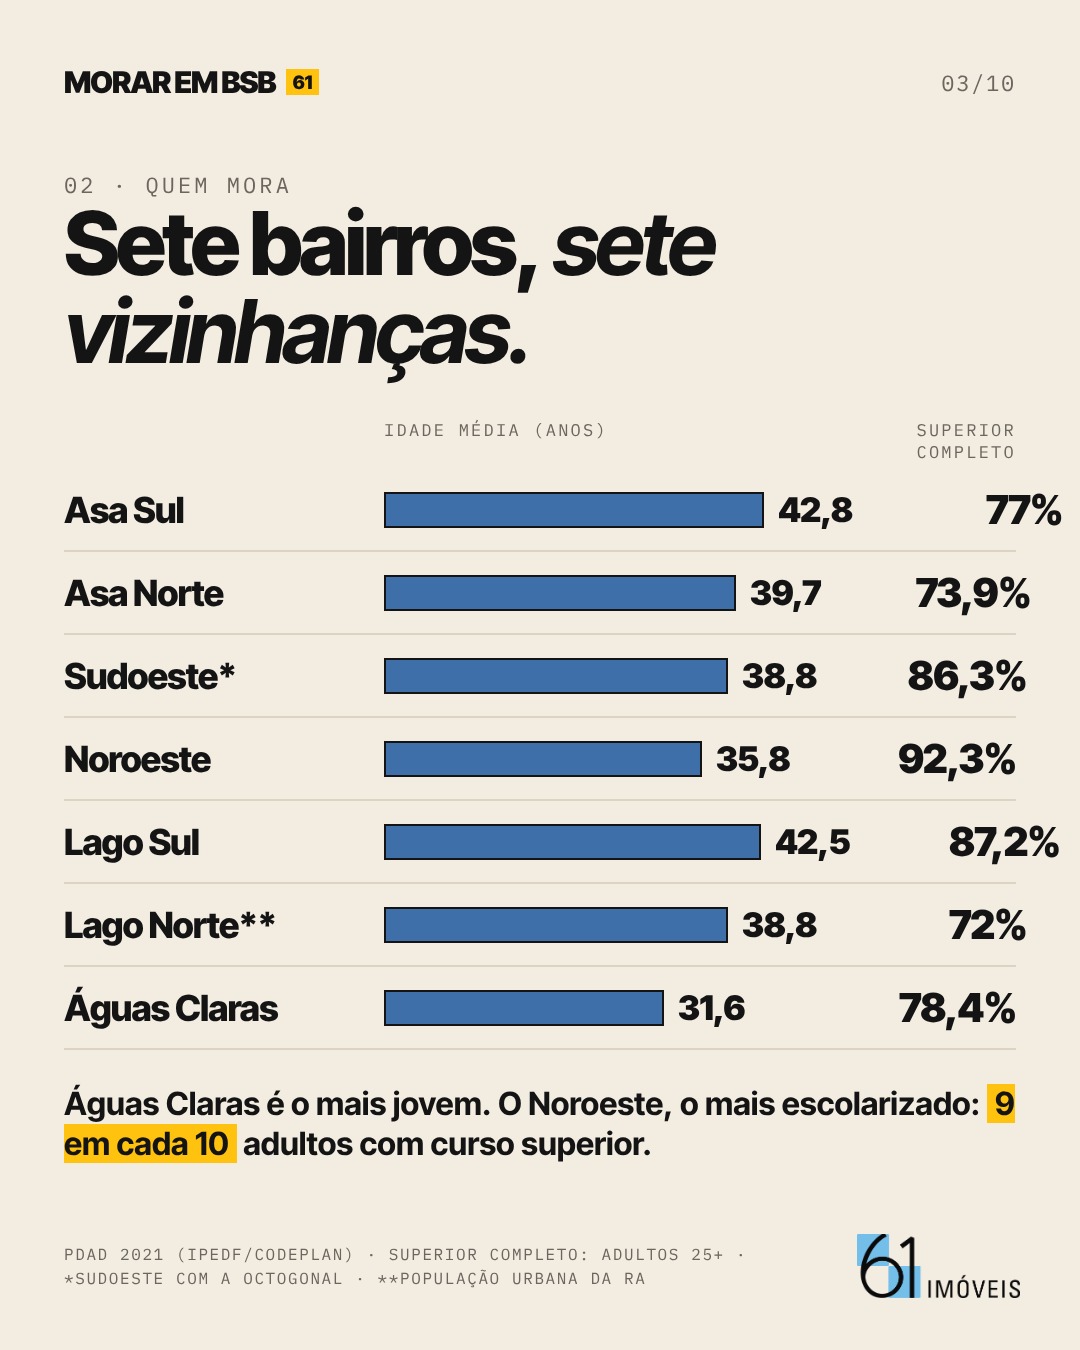 MORAR EM BSB 61
03/10
02 · QUEM MORA
Sete bairros, sete
vizinhanças.
IDADE MÉDIA (ANOS)
SUPERIOR
COMPLETO
Asa Sul 42,8 77%
Asa Norte 39,7 73,9%
Sudoeste* 38,8 86,3%
Noroeste 35,8 92,3%
Lago Sul 42,5 87,2%
Lago Norte** 38,8 72%
Águas Claras 31,6 78,4%
Águas Claras é o mais jovem. O Noroeste, o mais escolarizado: 9
em cada 10 adultos com curso superior.
PDAD 2021 (IPEDF/CODEPLAN) · SUPERIOR COMPLETO: ADULTOS 25+ ·
*SUDOESTE COM A OCTOGONAL · **POPULAÇÃO URBANA DA RA
61 IMÓVEIS